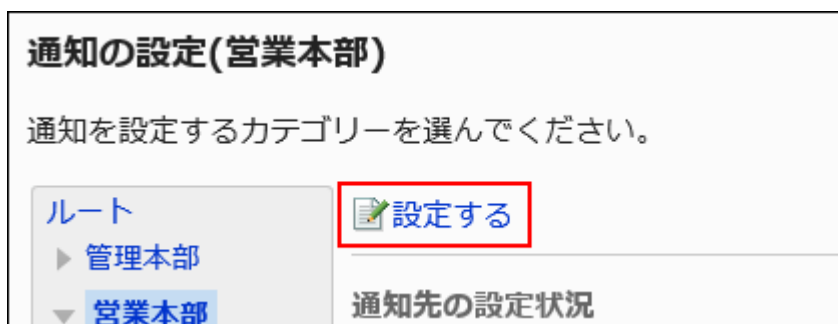 通知の設定(営業本部)
通知を設定するカテゴリーを選んでください。
ルート
管理本部
営業本部
設定する
通知先の設定状況